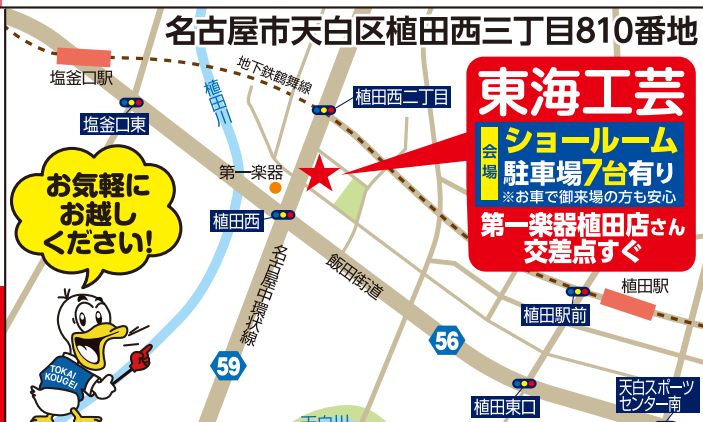 名古屋市天白区植田西三丁目810番地
塩釜口駅
地下鉄鶴舞線
植田川
植田西二丁目
塩釜口東
東海工芸
会場
ショールーム
駐車場7台有り
※お車で御来場の方も安心
第一楽器植田店さん
交差点すぐ
第一楽器
お気軽に
お越し
ください!
植田西
名古屋中環状線
飯田街道
植田駅
植田駅前
56
59
TOKAI
KOUGEI
植田東口
天白スポーツ
センター南
天白川